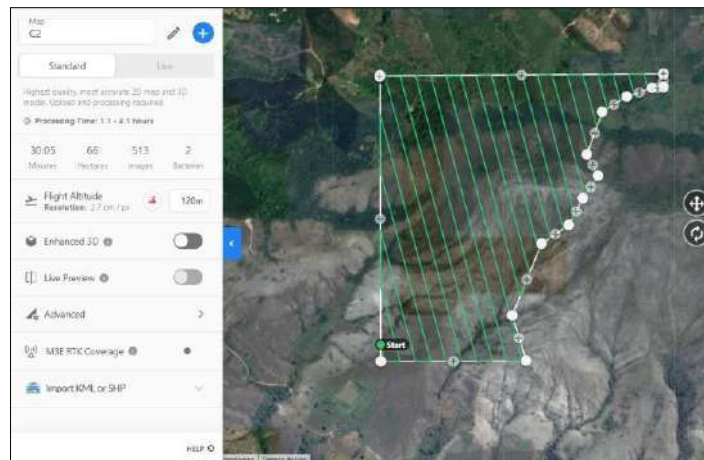 Map
C2
Standard
Live
Highest quality, most accurate 2D map and 3D
model. Upload and processing required.
Processing Time: 1.1 - 4.1 hours
30:05
66
513
2
Minutes
Hectares
Images
Batteries
Flight Altitude
Resolution: 2.7 cm / px
120m
Enhanced 3D
Live Preview
Advanced
M3E RTK Coverage
Import KML or SHP
HELP
Start